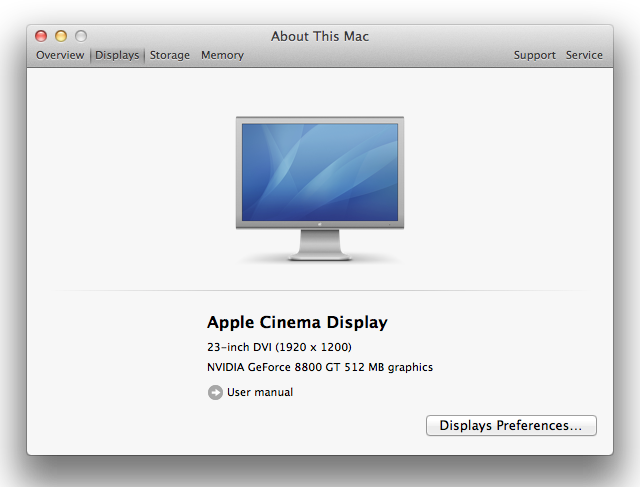 About This Mac
Overview Displays Storage Memory Support Service
Apple Cinema Display
23-inch DVI (1920 x 1200)
NVIDIA GeForce 8800 GT 512 MB graphics
User manual
Displays Preferences...